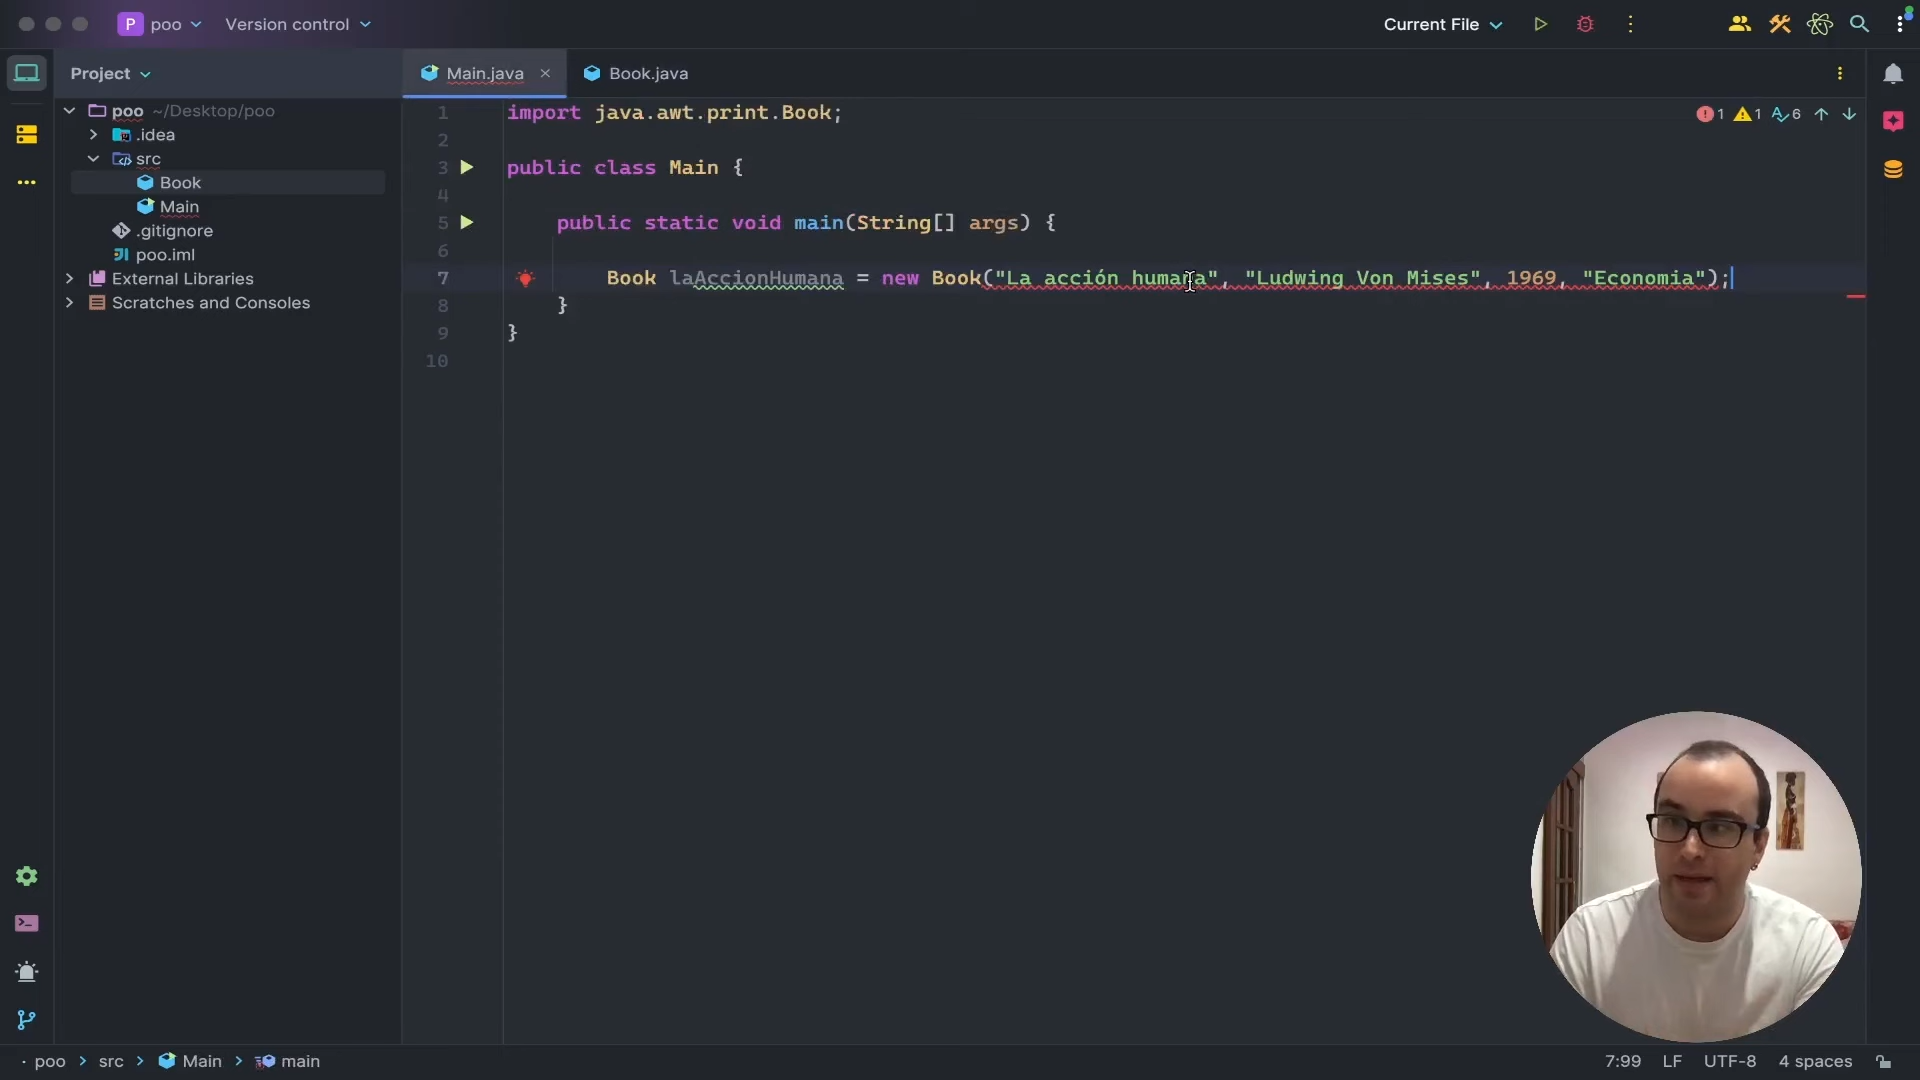 P poo Version control Current File
Project
Main.java Book.java
poo ~/Desktop/poo
.idea
src
Book
Main
.gitignore
poo.iml
External Libraries
Scratches and Consoles
1 import java.awt.print.Book;
1 1 6
2
3 public class Main {
4
5 public static void main(String[] args) {
6
7 Book laAccionHumana = new Book("La acción humana", "Ludwing Von Mises", 1969, "Economia");
8 }
9 }
10
poo > src > Main > main
7:99 LF UTF-8 4 spaces